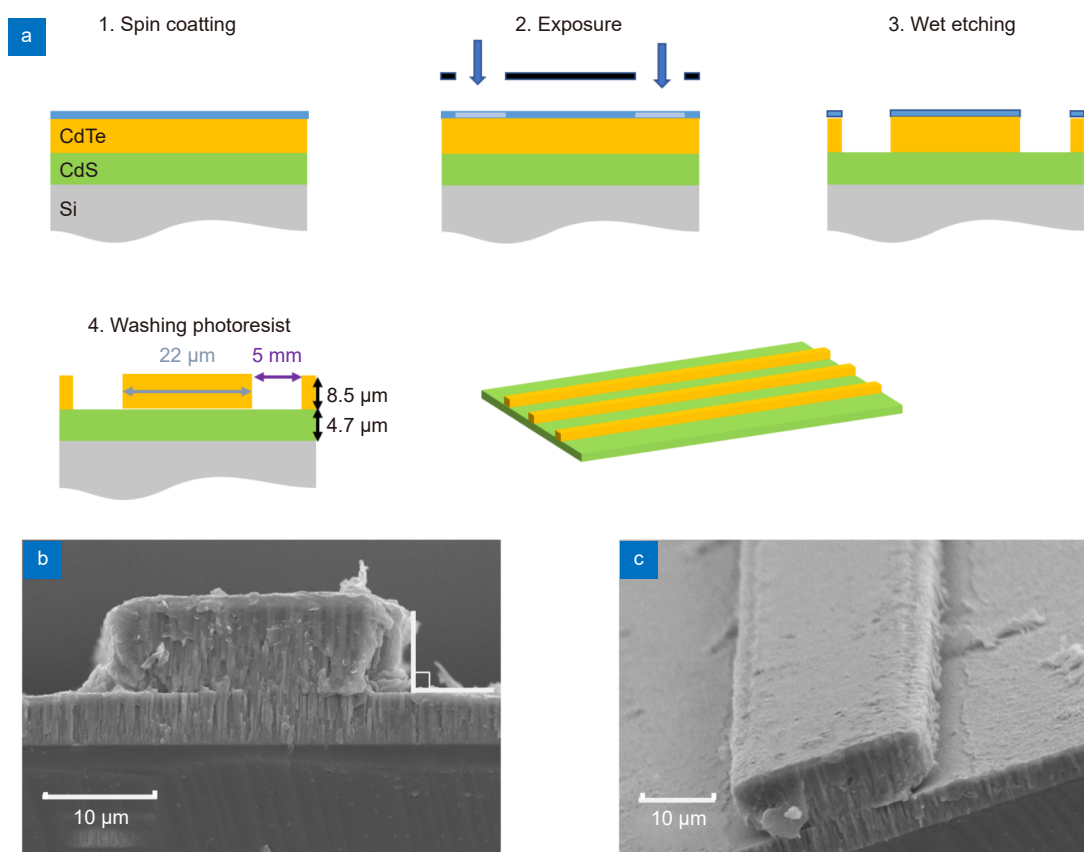 a
1. Spin coatting
2. Exposure
3. Wet etching
CdTe
CdS
Si
4. Washing photoresist
22 μm
5 mm
8.5 μm
4.7 μm
b
10 μm
c
10 μm